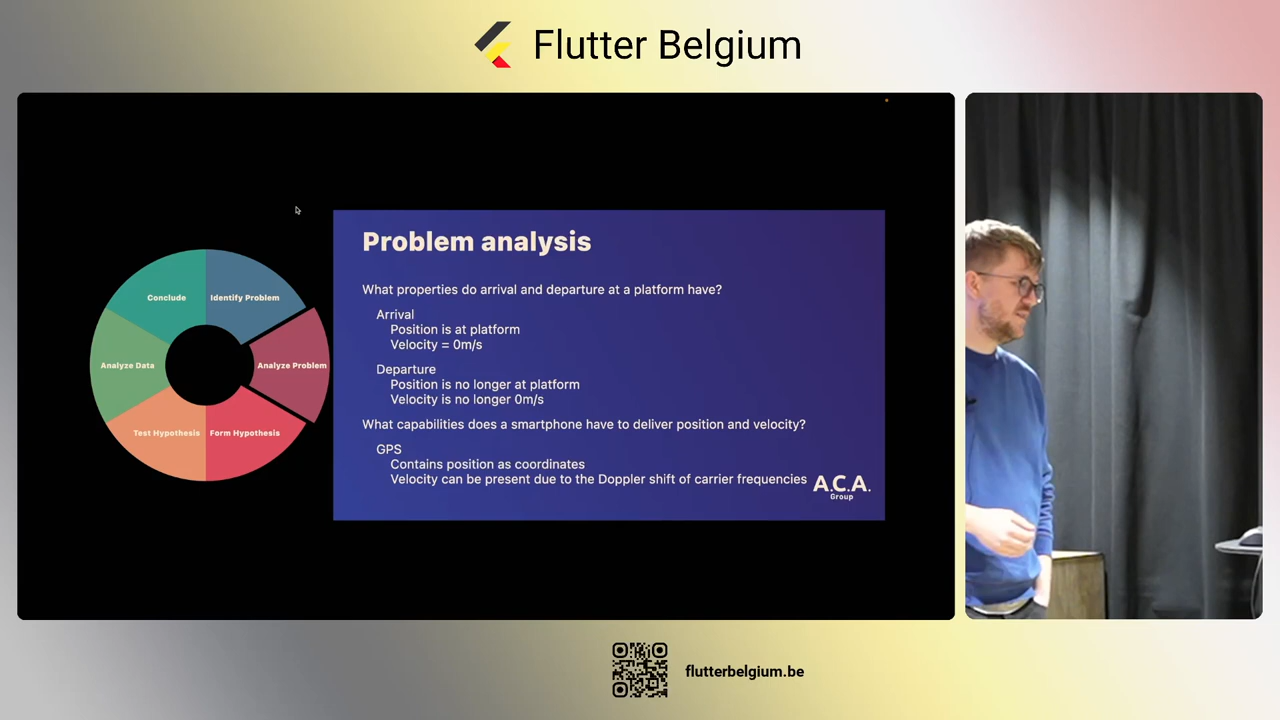 Flutter Belgium
Conclude
Identify Problem
Analyze Data
Analyze Problem
Test Hypothesis
Form Hypothesis
Problem analysis
What properties do arrival and departure at a platform have?
Arrival
Position is at platform
Velocity = 0m/s
Departure
Position is no longer at platform
Velocity is no longer 0m/s
What capabilities does a smartphone have to deliver position and velocity?
GPS
Contains position as coordinates
Velocity can be present due to the Doppler shift of carrier frequencies
A.C.A.
Group
flutterbelgium.be